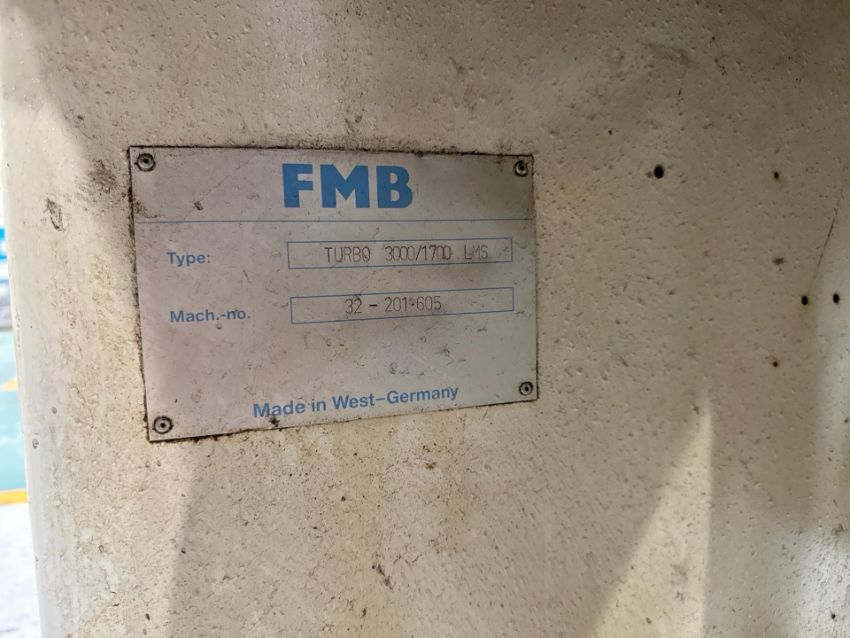 FMB
Type: TURBO 3000/1700 LMS
Mach.-no. 32-201-605
Made in West-Germany